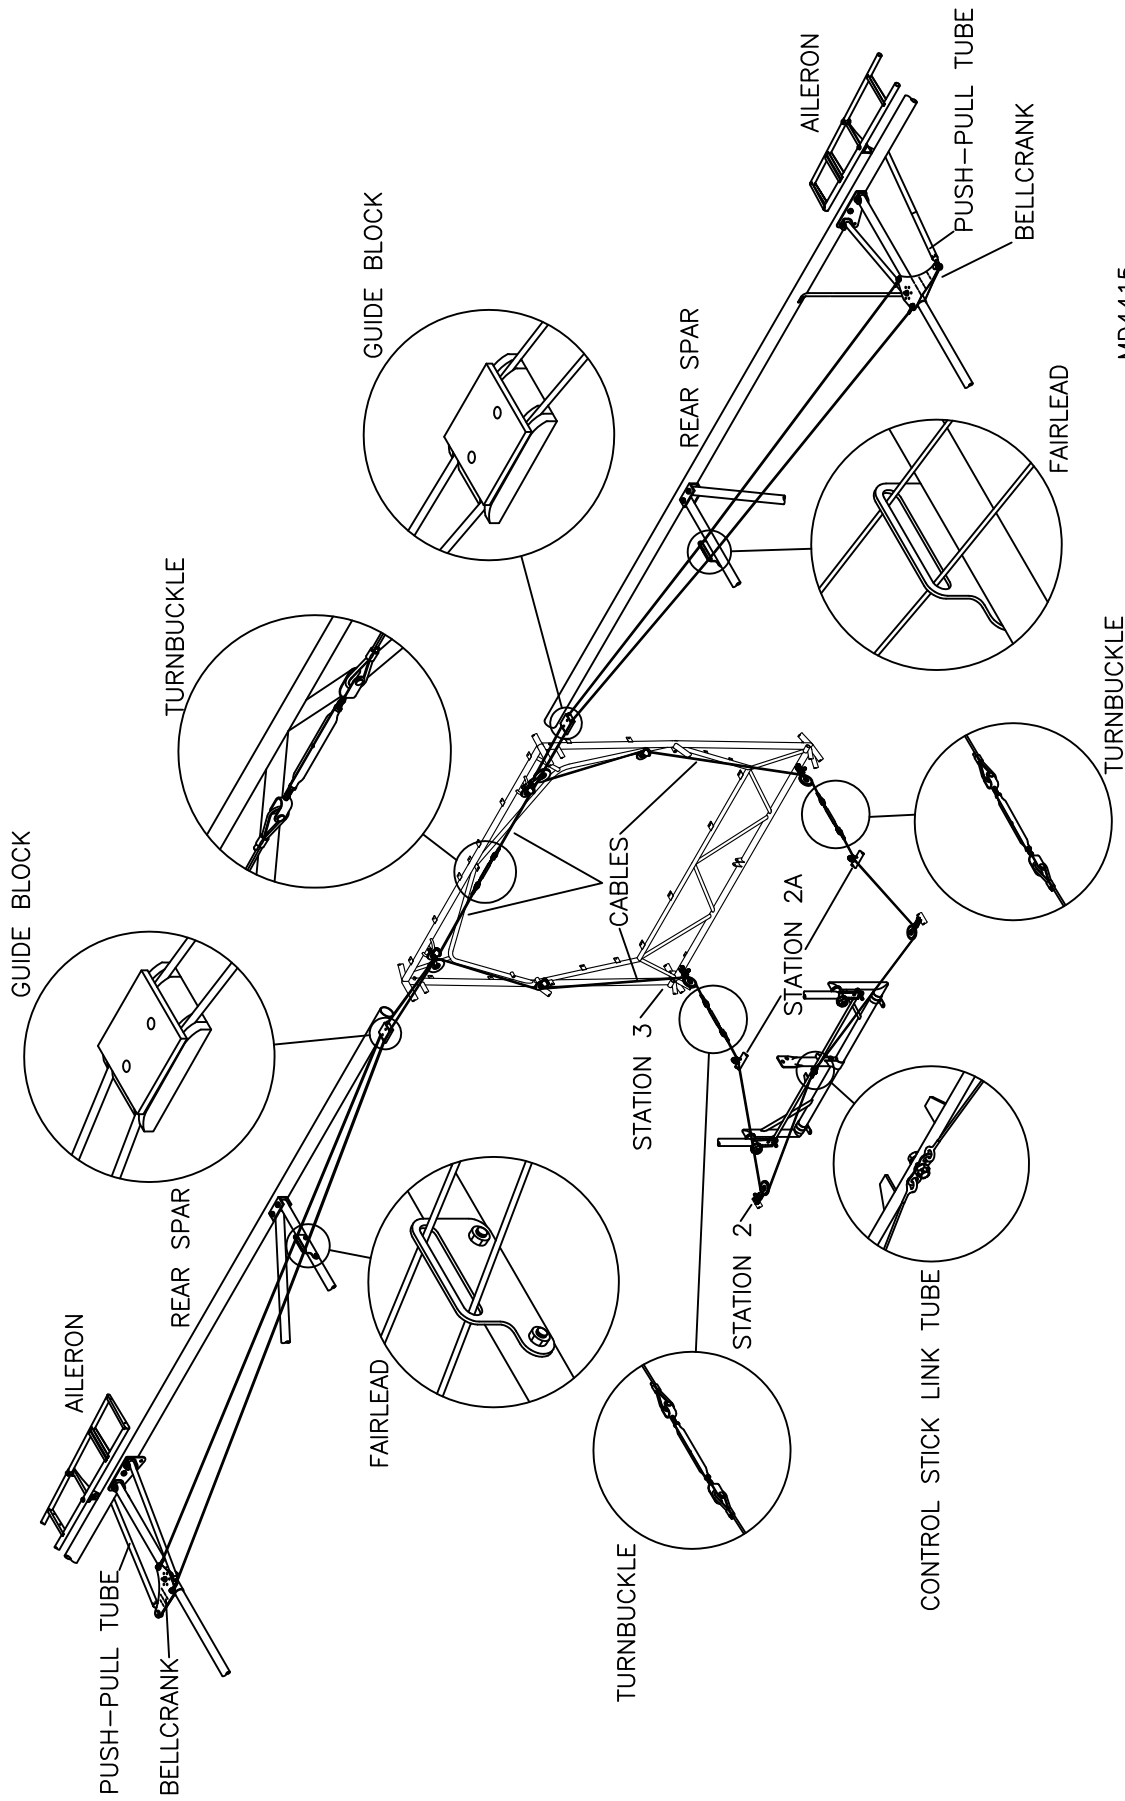 GUIDE BLOCK
AILERON
PUSH-PULL TUBE
BELLCRANK
TURNBUCKLE
REAR SPAR
GUIDE BLOCK
FAIRLEAD
CABLES
TURNBUCKLE
STATION 3
REAR SPAR
STATION 2
STATION 2A
AILERON
CONTROL STICK LINK TUBE
PUSH-PULL TUBE
BELLCRANK
FAIRLEAD
TURNBUCKLE